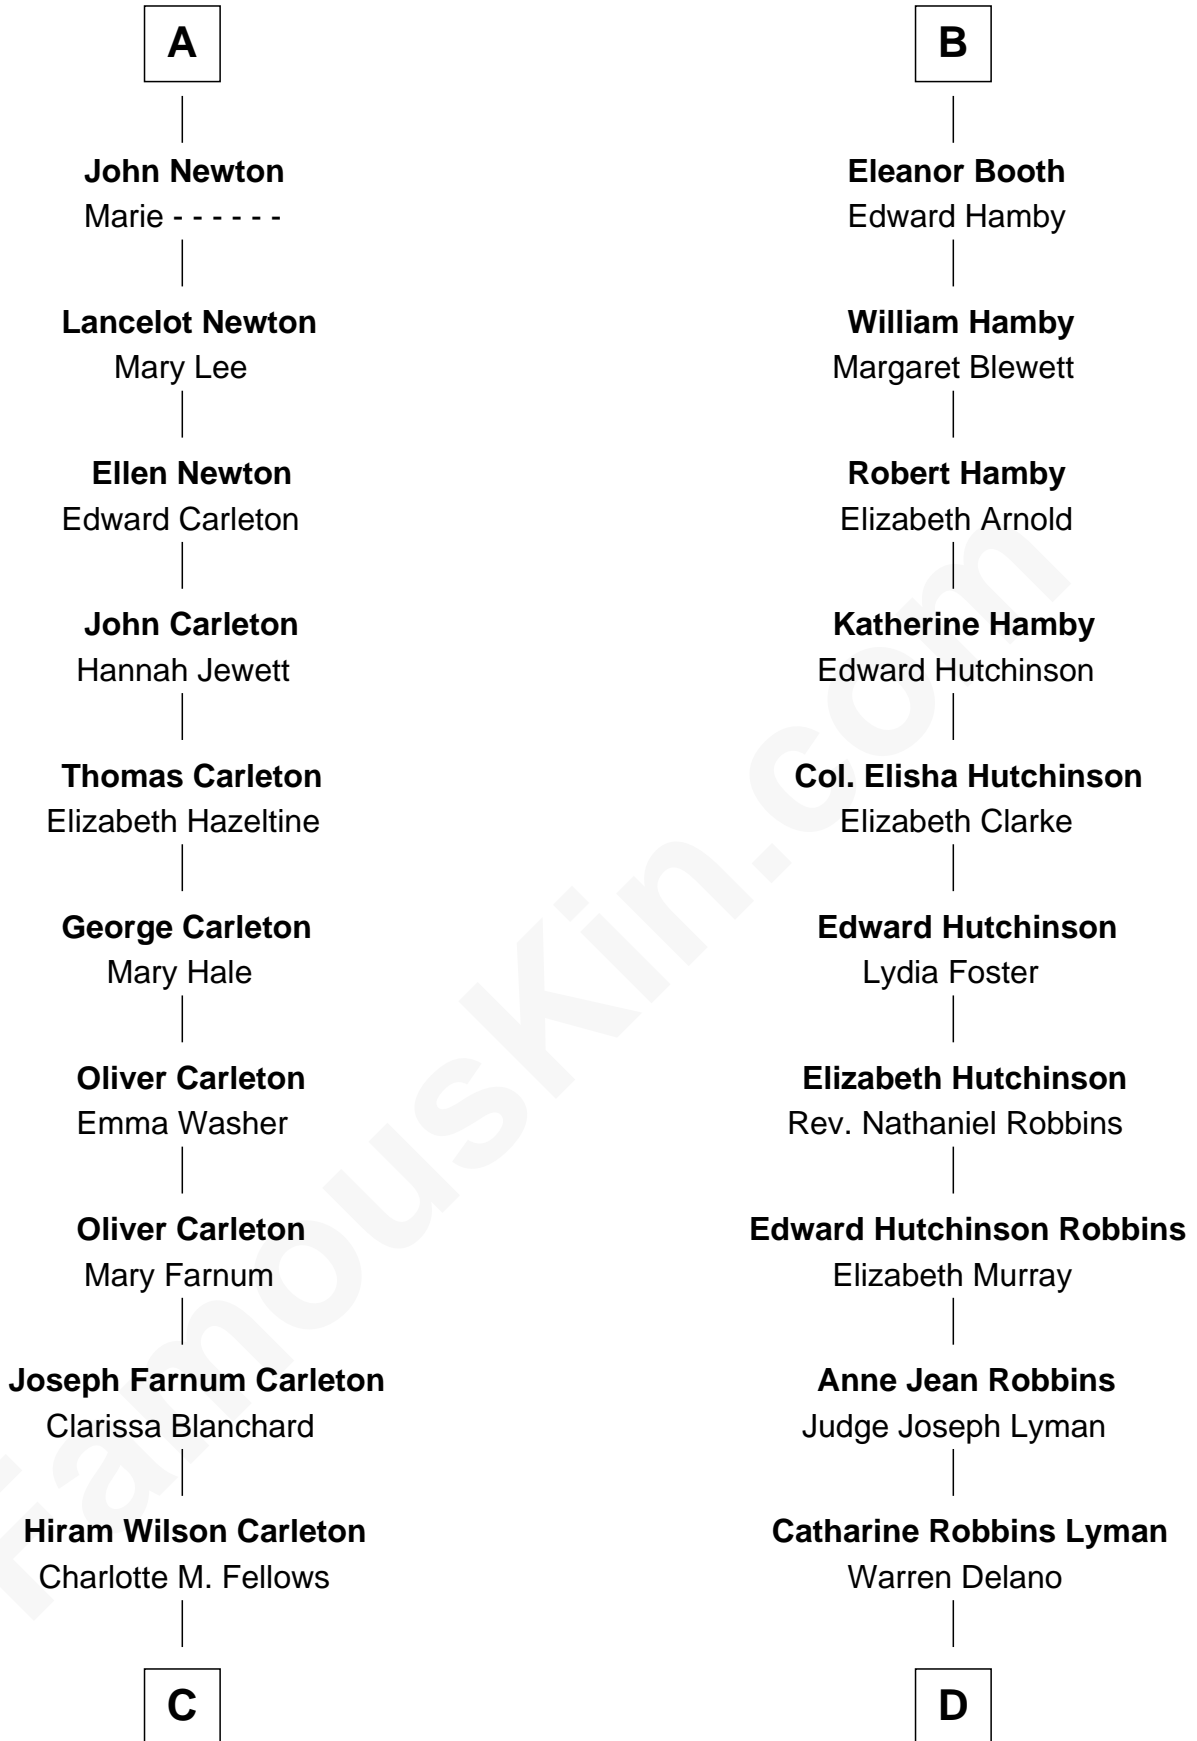 A
John Newton
Marie - - - - - -
Lancelot Newton
Mary Lee
Ellen Newton
Edward Carleton
John Carleton
Hannah Jewett
Thomas Carleton
Elizabeth Hazeltine
George Carleton
Mary Hale
Oliver Carleton
Emma Washer
Oliver Carleton
Mary Farnum
Joseph Farnum Carleton
Clarissa Blanchard
Hiram Wilson Carleton
Charlotte M. Fellows
C
B
Eleanor Booth
Edward Hamby
William Hamby
Margaret Blewett
Robert Hamby
Elizabeth Arnold
Katherine Hamby
Edward Hutchinson
Col. Elisha Hutchinson
Elizabeth Clarke
Edward Hutchinson
Lydia Foster
Elizabeth Hutchinson
Rev. Nathaniel Robbins
Edward Hutchinson Robbins
Elizabeth Murray
Anne Jean Robbins
Judge Joseph Lyman
Catharine Robbins Lyman
Warren Delano
D
FamousKin.com